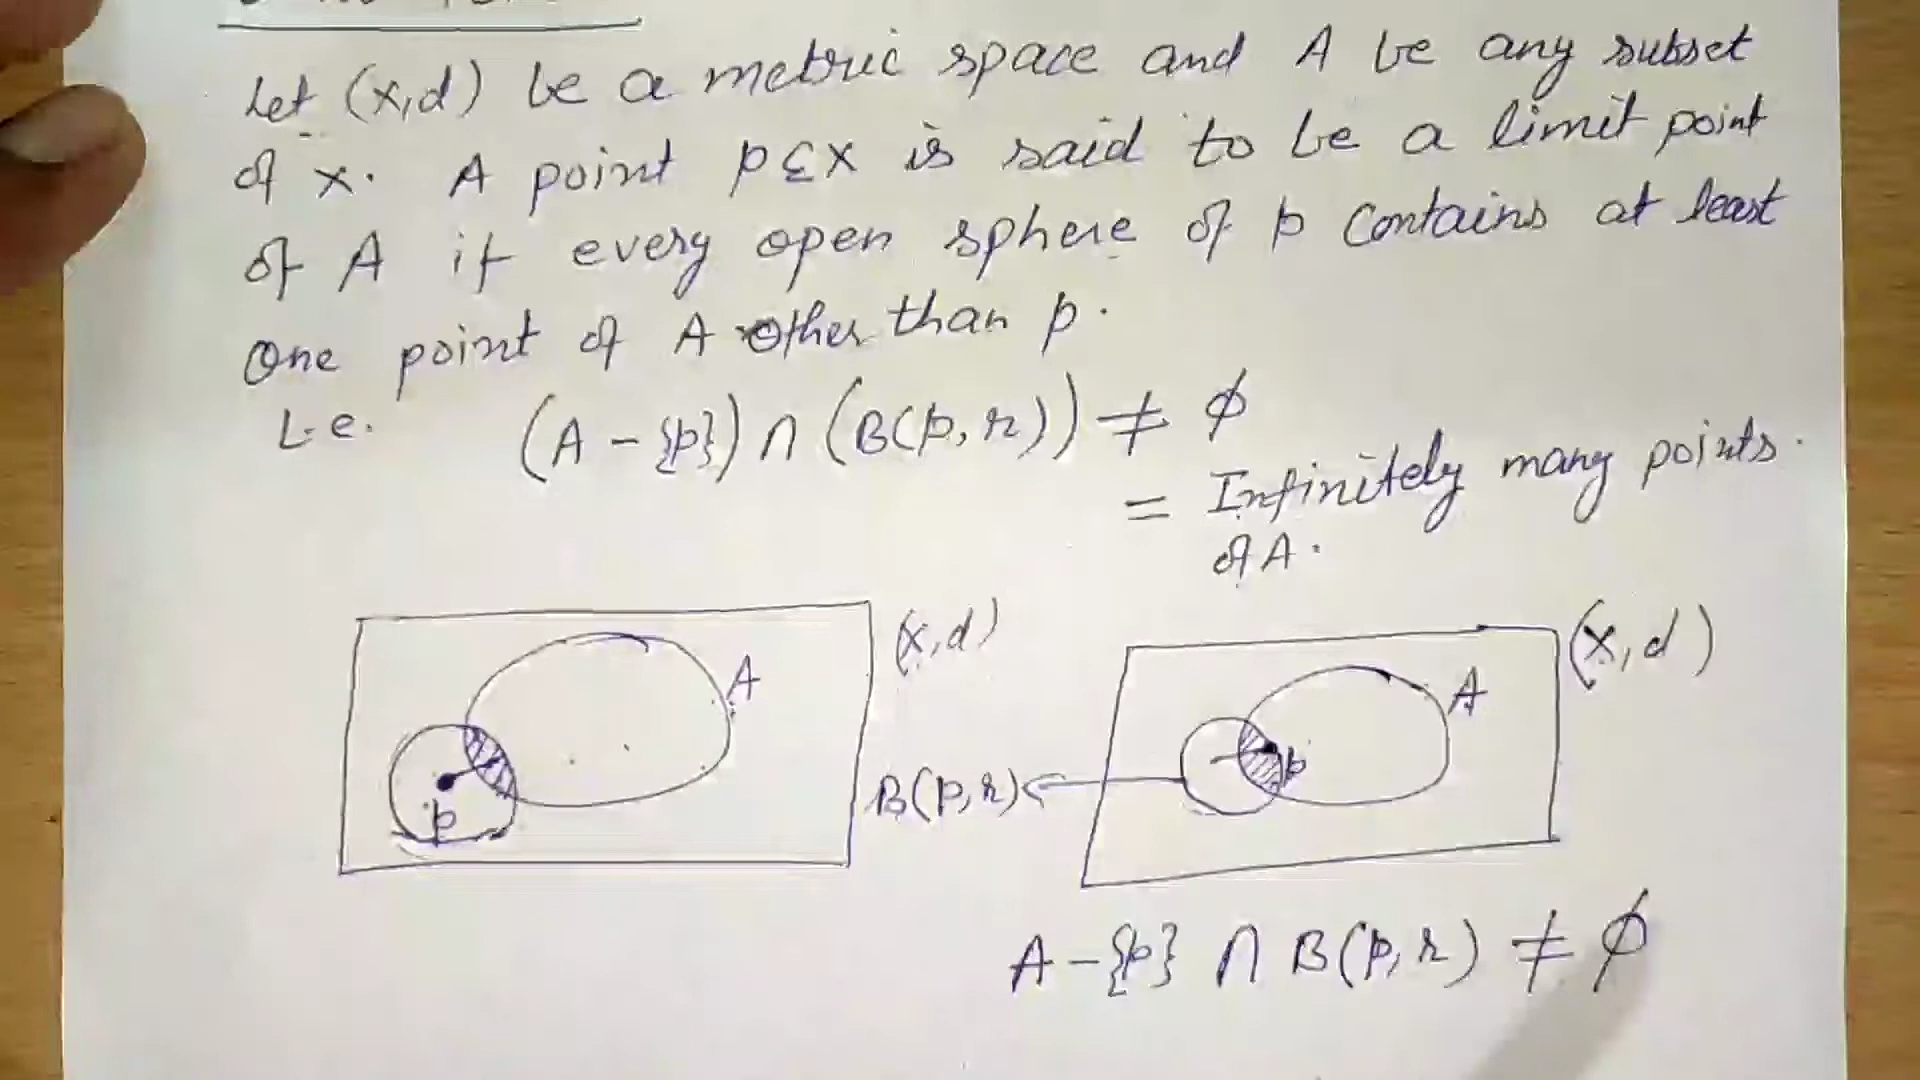 Let (x,d) be a metric space and A be any subset
of x. A point p ∈ x is said to be a limit point
of A if every open sphere of p contains at least
One point of A other than p.
i.e. (A - {p}) ∩ (B(p, r)) ≠ ϕ
= Infinitely many points
of A.
(x,d)
(x, d)
A
A
p
p
B(p, r)
A - {p} ∩ B(p, r) ≠ ϕ